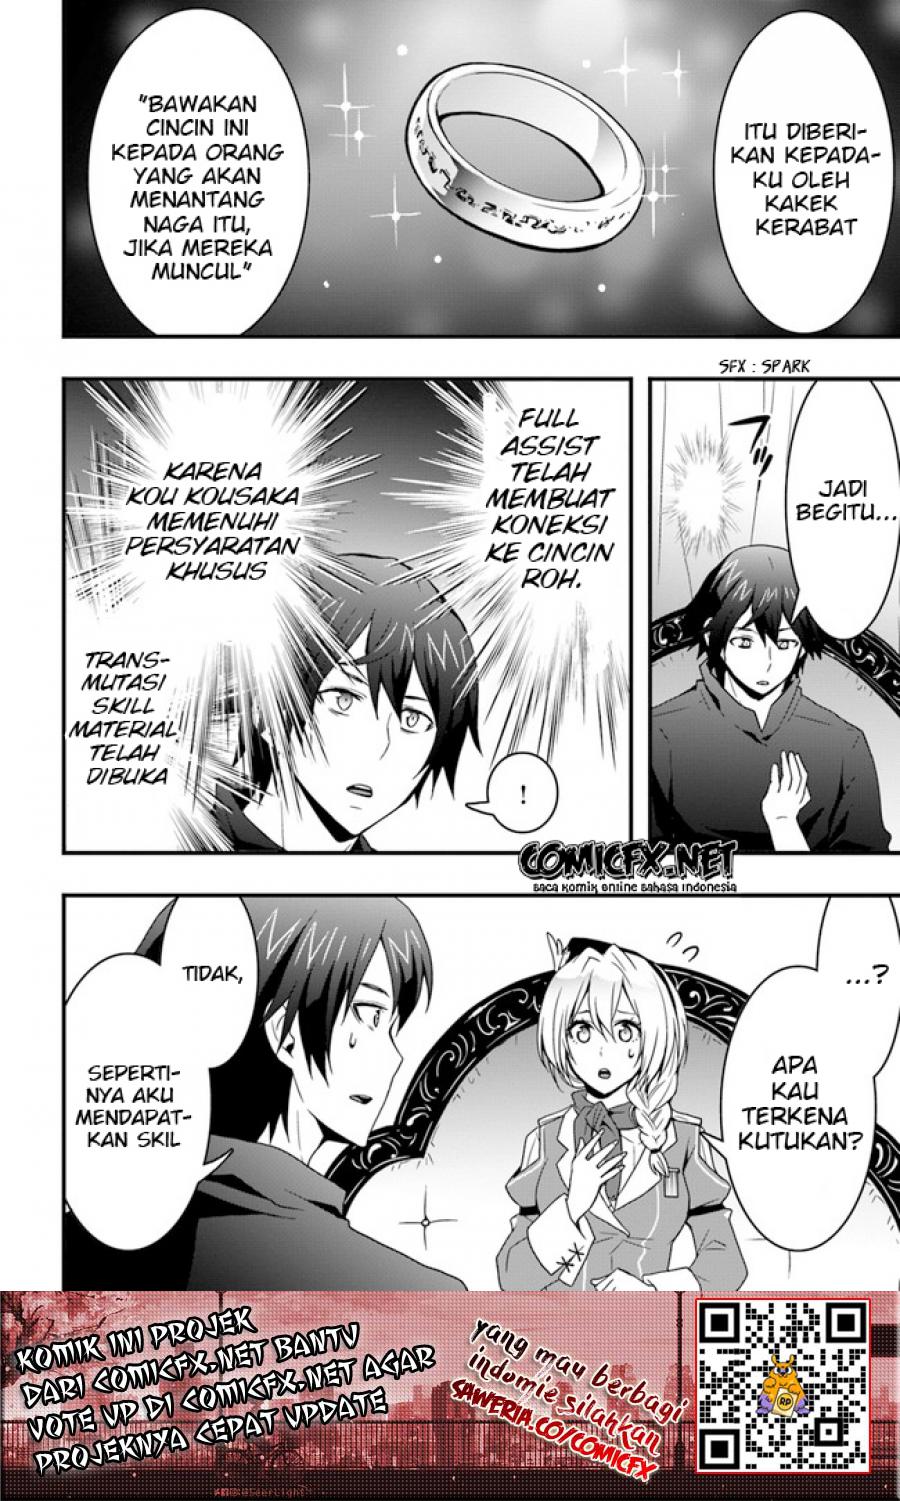 ITU DIBERI-
KAN KEPADA-
KU OLEH
KAKEK
KERABAT
"BAWAKAN
CINCIN INI
KEPADA ORANG
YANG AKAN
MENANTANG
NAGA ITU,
JIKA MEREKA
MUNCUL"
SFX : SPARK
JADI
BEGITU...
FULL
ASSIST
TELAH
MEMBUAT
KONEKSI
KE CINCIN
ROH.
KARENA
KOU KOUSAKA
MEMENUHI
PERSYARATAN
KHUSUS
TRANS-
MUTASI
SKILL
MATERIAL
TELAH
DIBUKA
!
COMICFX.NET
BACA KOMIK ONLINE BAHASA INDONESIA
...?
APA
KAU
TERKENA
KUTUKAN?
TIDAK,
SEPERTI-
NYA AKU
MENDAPAT-
KAN SKIL
KOMIK INI PROJEK
DARI COMICFX.NET BANTU
VOTE UP DI COMICFX.NET AGAR
PROJEKNYA CEPAT UPDATE
yang mau berbagi
indomie silahkan
SAWERIA.CO/COMICFX
RP
@Seerlight